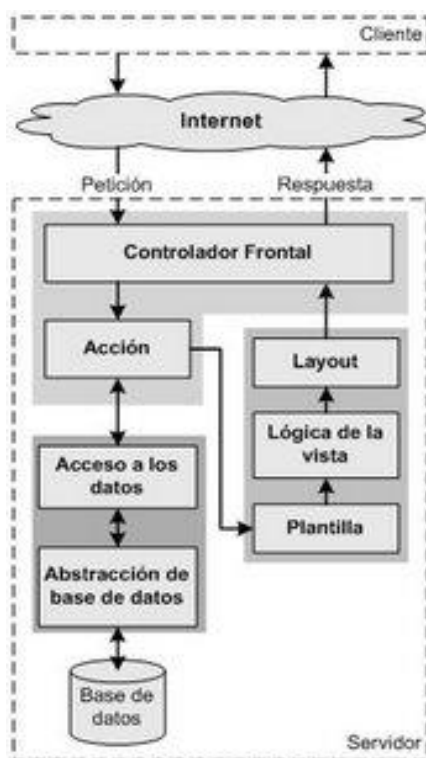 Cliente
Internet
Petición
Respuesta
Controlador Frontal
Acción
Layout
Lógica de la
vista
Acceso a los
datos
Plantilla
Abstracción de
base de datos
Base de
datos
Servidor